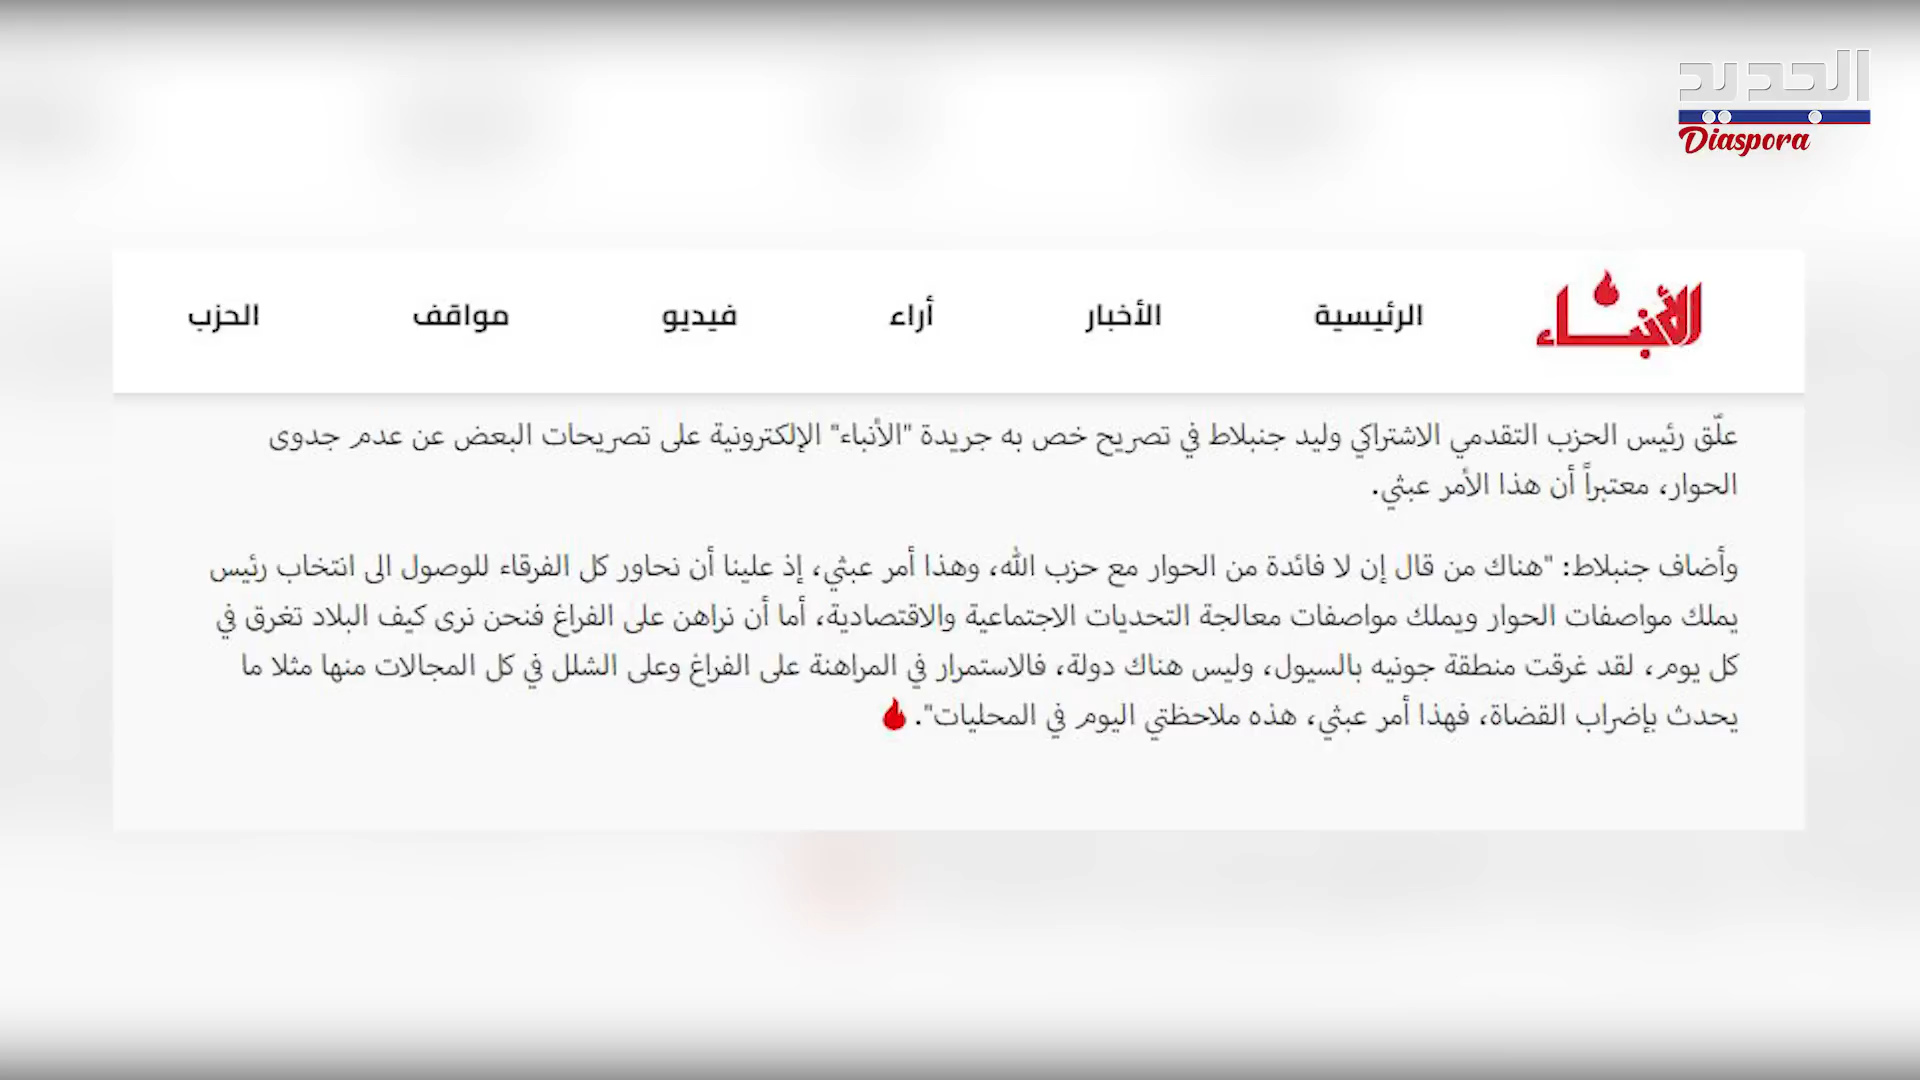 الجديد
Diaspora
الأنباء
الرئيسية الأخبار أراء فيديو مواقف الحزب
علّق رئيس الحزب التقدمي الاشتراكي وليد جنبلاط في تصريح خص به جريدة "الأنباء" الإلكترونية على تصريحات البعض عن عدم جدوى
الحوار، معتبراً أن هذا الأمر عبثي.
وأضاف جنبلاط: "هناك من قال إن لا فائدة من الحوار مع حزب الله، وهذا أمر عبثي، إذ علينا أن نحاور كل الفرقاء للوصول الى انتخاب رئيس
يملك مواصفات الحوار ويملك مواصفات معالجة التحديات الاجتماعية والاقتصادية، أما أن نراهن على الفراغ فنحن نرى كيف البلاد تغرق في
كل يوم، لقد غرقت منطقة جونيه بالسيول، وليس هناك دولة، فالاستمرار في المراهنة على الفراغ وعلى الشلل في كل المجالات منها مثلا ما
يحدث بإضراب القضاة، فهذا أمر عبثي، هذه ملاحظتي اليوم في المحليات".